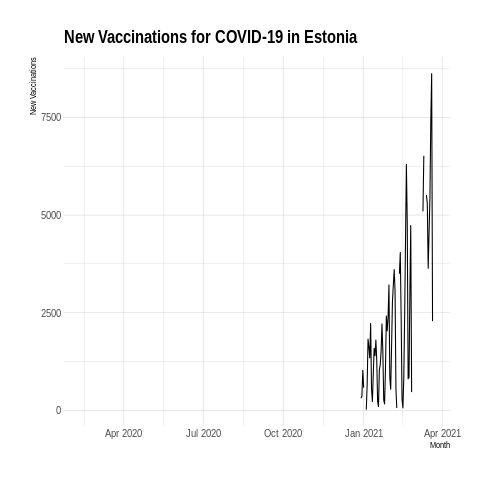 New Vaccinations for COVID-19 in Estonia
New Vaccinations
7500
5000
2500
0
Apr 2020
Jul 2020
Oct 2020
Jan 2021
Apr 2021
Month